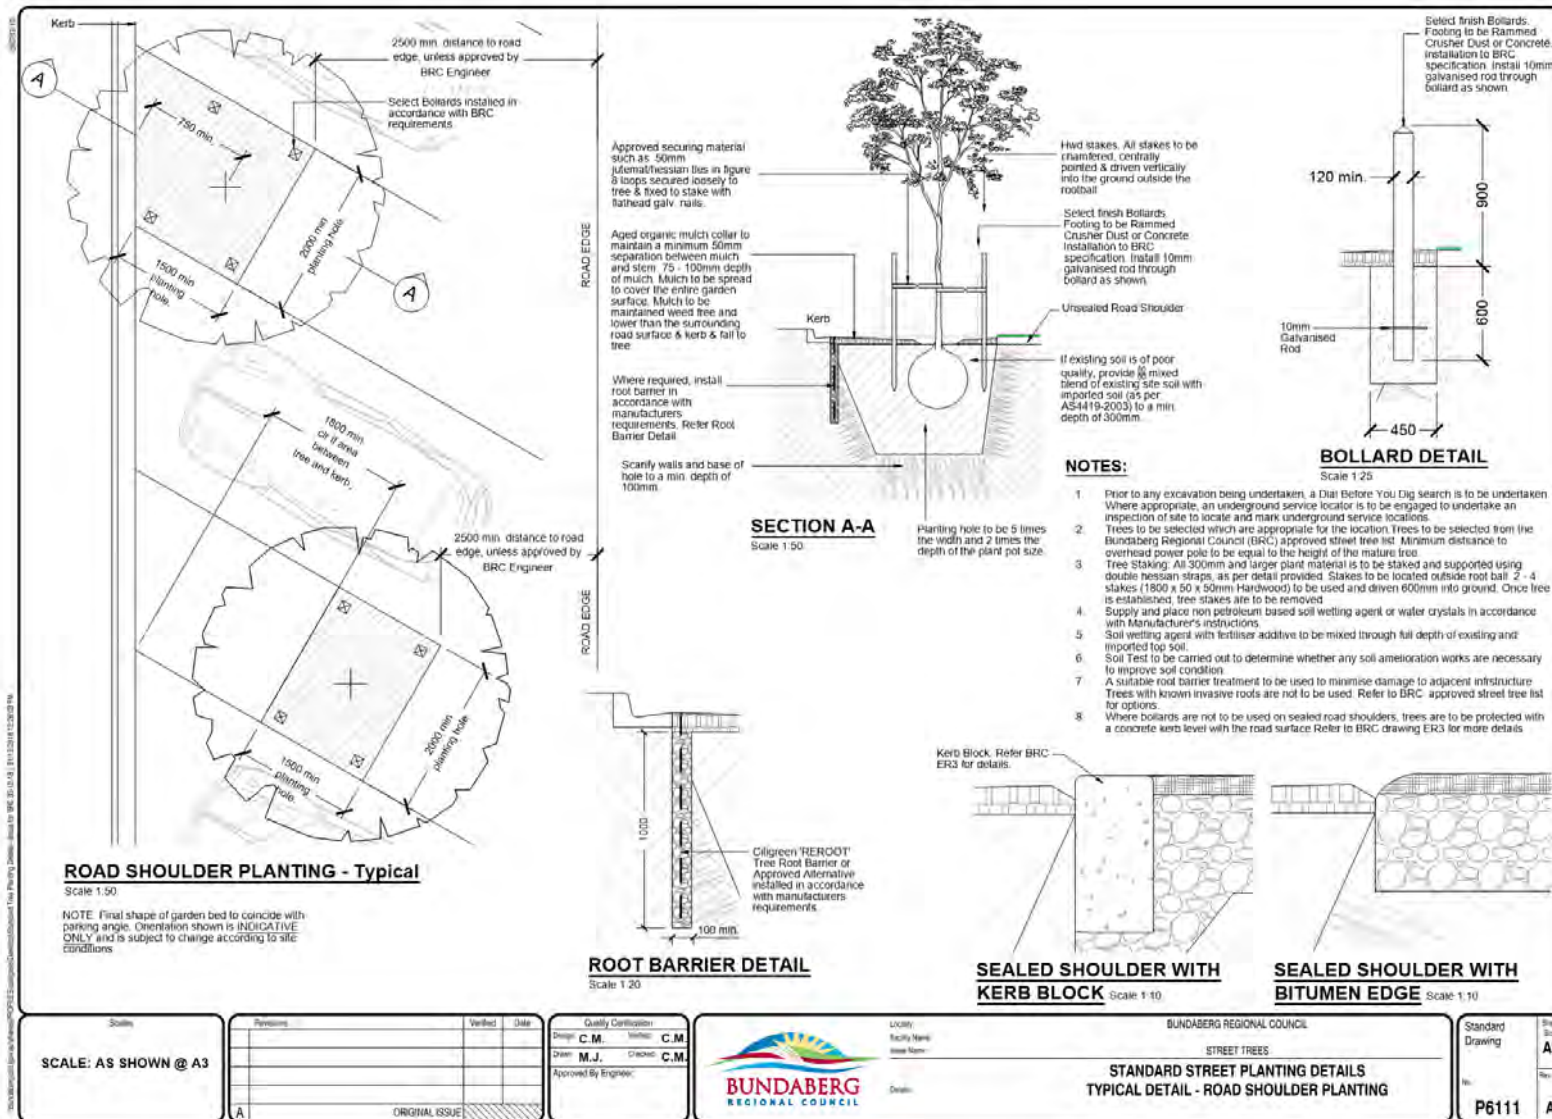 Kerb
2500 min. distance to road
edge, unless approved by
BRC Engineer
Select Bollards installed in
accordance with BRC
requirements
A
750 min.
2000 min
planting hole.
1500 min
planting
hole.
A
ROAD EDGE
1800 min.
clr if area
between
tree and kerb.
2500 min. distance to road
edge, unless approved by
BRC Engineer
ROAD EDGE
2000 min
planting hole.
1500 min
planting
hole.
ROAD SHOULDER PLANTING - Typical
Scale 1:50
NOTE: Final shape of garden bed to coincide with
parking angle. Orientation shown is INDICATIVE
ONLY and is subject to change according to site
conditions
Approved securing material
such as 50mm
jutemat/hessian ties in figure
8 loops secured loosely to
tree & fixed to stake with
flathead galv. nails.
Aged organic mulch collar to
maintain a minimum 50mm
separation between mulch
and stem. 75 - 100mm depth
of mulch. Mulch to be spread
to cover the entire garden
surface. Mulch to be
maintained weed free and
lower than the surrounding
road surface & kerb & fall to
tree
Where required, install
root barrier in
accordance with
manufacturers
requirements. Refer Root
Barrier Detail
Scarify walls and base of
hole to a min. depth of
100mm.
Kerb
Hwd stakes. All stakes to be
chamfered, centrally
pointed & driven vertically
into the ground outside the
rootball
Select finish Bollards
Footing to be Rammed
Crusher Dust or Concrete
Installation to BRC
specification. Install 10mm
galvanised rod through
bollard as shown
Unsealed Road Shoulder
If existing soil is of poor
quality, provide mixed
blend of existing site soil with
imported soil (as per
AS4419-2003) to a min.
depth of 300mm.
SECTION A-A
Scale 1:50
Planting hole to be 5 times
the width and 2 times the
depth of the plant pot size.
Select finish Bollards.
Footing to be Rammed
Crusher Dust or Concrete.
Installation to BRC
specification. Install 10mm
galvanised rod through
bollard as shown
120 min.
900
600
10mm
Galvanised
Rod
450
BOLLARD DETAIL
Scale 1:25
NOTES:
1 Prior to any excavation being undertaken, a Dial Before You Dig search is to be undertaken
Where appropriate, an underground service locator is to be engaged to undertake an
inspection of site to locate and mark underground service locations.
2. Trees to be selected which are appropriate for the location.Trees to be selected from the
Bundaberg Regional Council (BRC) approved street tree list. Minimum distsance to
overhead power pole to be equal to the height of the mature tree
3 Tree Staking: All 300mm and larger plant material is to be staked and supported using
double hessian straps, as per detail provided. Stakes to be located outside root ball. 2 - 4
stakes (1800 x 50 x 50mm Hardwood) to be used and driven 600mm into ground. Once tree
is established, tree stakes are to be removed
4. Supply and place non petroleum based soil wetting agent or water crystals in accordance
with Manufacturer's instructions.
5 Soil wetting agent with fertiliser additive to be mixed through full depth of existing and
imported top soil.
6. Soil Test to be carried out to determine whether any soil amelioration works are necessary
to improve soil condition
7 A suitable root barrier treatment to be used to minimise damage to adjacent infrstructure
Trees with known invasive roots are not to be used. Refer to BRC approved street tree list
for options.
8 Where bollards are not to be used on sealed road shoulders, trees are to be protected with
a concrete kerb level with the road surface Refer to BRC drawing ER3 for more details
1000
Citigreen 'REROOT'
Tree Root Barrier or
Approved Alternative
installed in accordance
with manufacturers
requirements
100 min.
ROOT BARRIER DETAIL
Scale 1:20
Kerb Block. Refer BRC
ER3 for details.
SEALED SHOULDER WITH
KERB BLOCK Scale 1:10
SEALED SHOULDER WITH
BITUMEN EDGE Scale 1:10
Scales
SCALE: AS SHOWN @ A3
Revisions Verified Date
A ORIGINAL ISSUE
Quality Certification
Design: C.M. Verified: C.M.
Drawn: M.J. Checked: C.M.
Approved By Engineer:
BUNDABERG
REGIONAL COUNCIL
Locality:
Facility Name:
Detail:
BUNDABERG REGIONAL COUNCIL
STREET TREES
STANDARD STREET PLANTING DETAILS
TYPICAL DETAIL - ROAD SHOULDER PLANTING
Standard
Drawing
No.
P6111
A